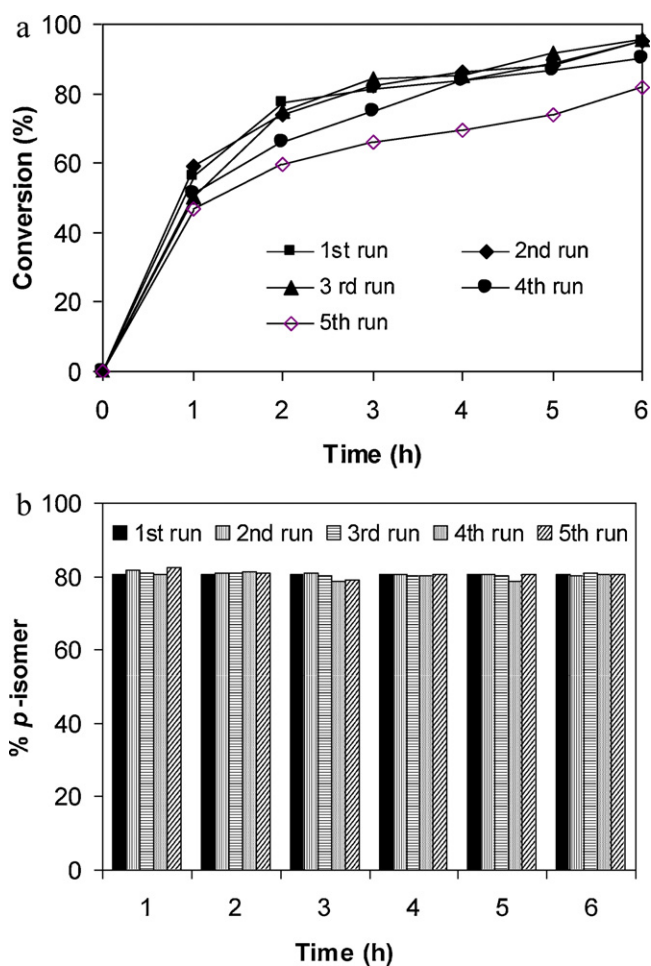 a
100
80
60
40
20
0
Conversion (%)
1st run
2nd run
3 rd run
4th run
5th run
0 1 2 3 4 5 6
Time (h)
b
100
80
60
40
20
0
% p-isomer
1st run 2nd run 3rd run 4th run 5th run
1 2 3 4 5 6
Time (h)